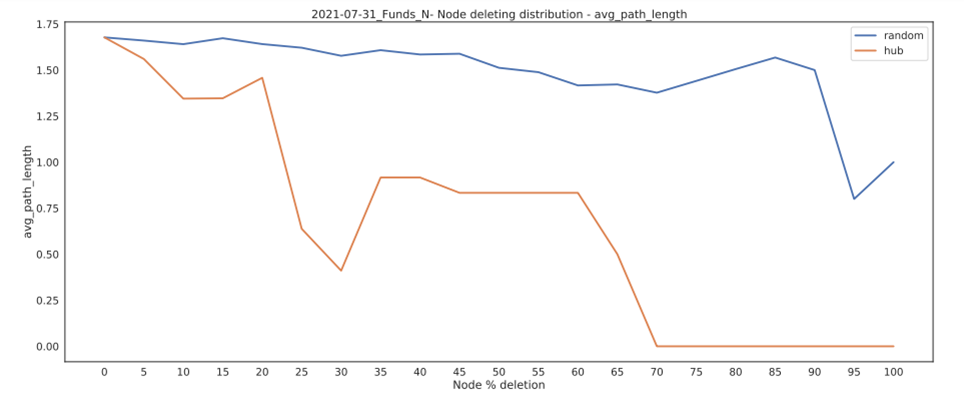 2021-07-31_Funds_N- Node deleting distribution - avg_path_length
1.75
1.50
1.25
1.00
0.75
0.50
0.25
0.00
avg_path_length
random
hub
0 5 10 15 20 25 30 35 40 45 50 55 60 65 70 75 80 85 90 95 100
Node % deletion